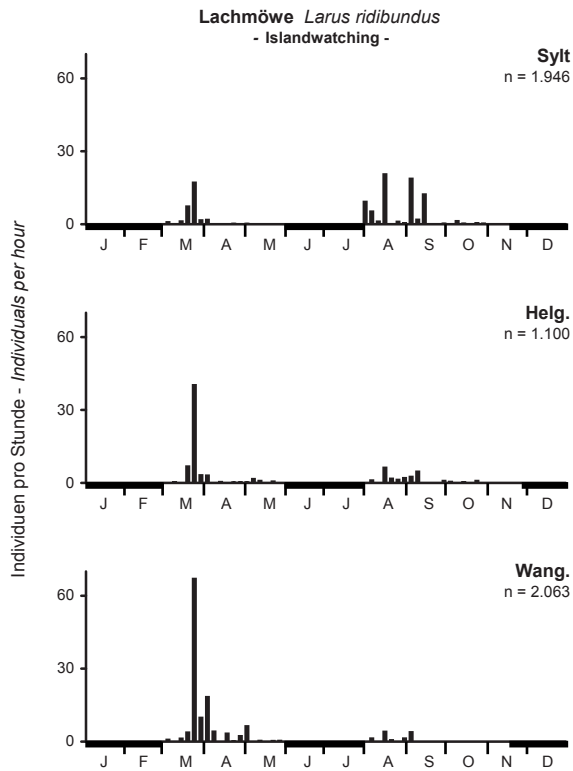 Lachmöwe Larus ridibundus
- Islandwatching -
Individuen pro Stunde - Individuals per hour
Sylt
n = 1.946
60
30
0
J F M A M J J A S O N D
Helg.
n = 1.100
60
30
0
J F M A M J J A S O N D
Wang.
n = 2.063
60
30
0
J F M A M J J A S O N D